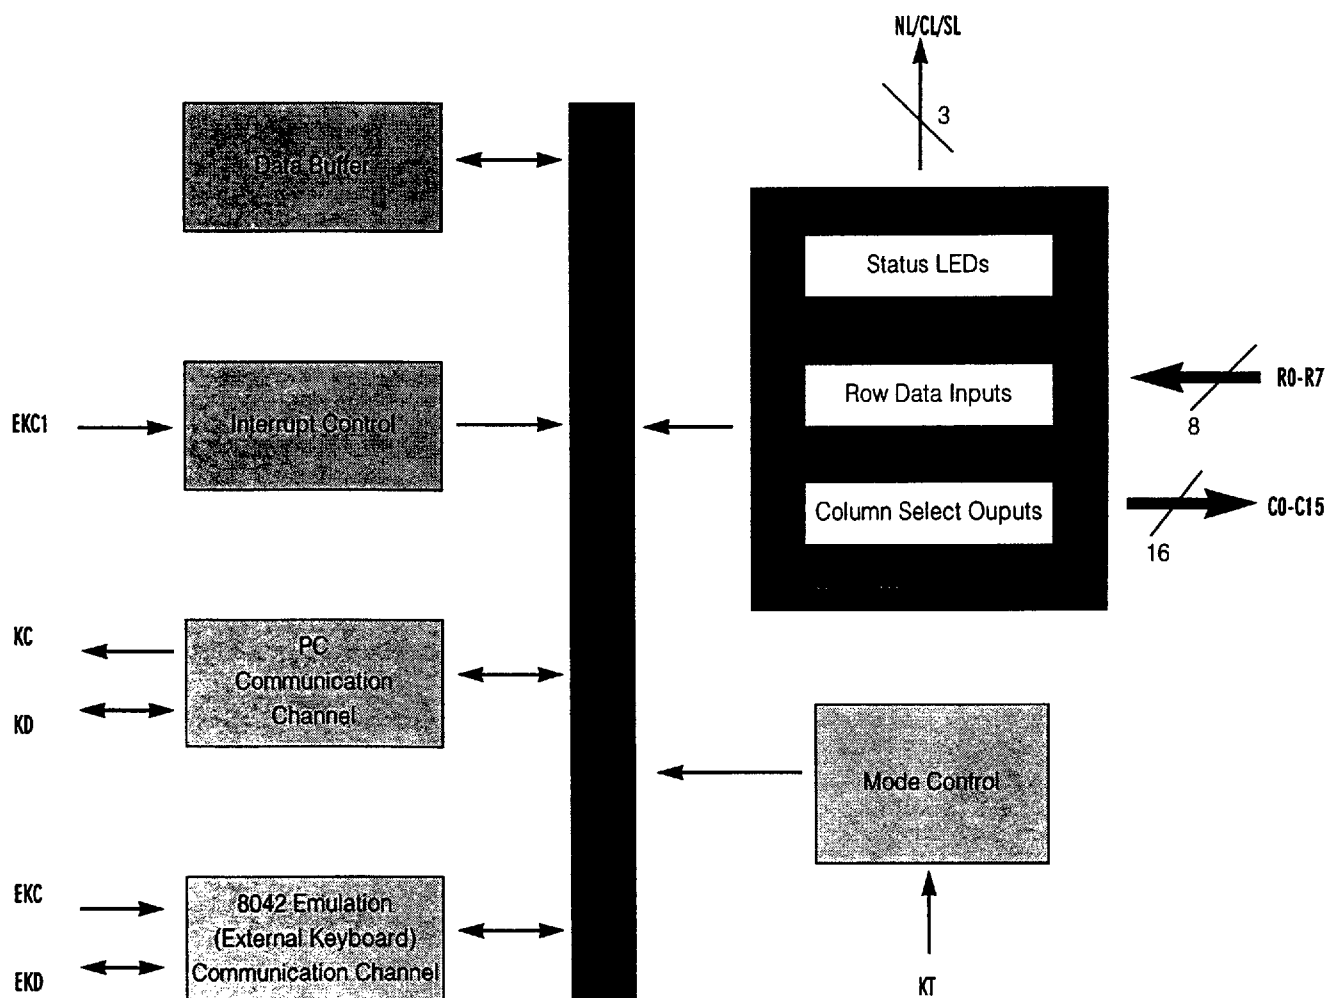 NL/CL/SL
3
Data Buffer
Status LEDs
Row Data Inputs
R0-R7
8
EKC1
Interrupt Control
Column Select Ouputs
C0-C15
16
KC
KD
PC
Communication
Channel
Mode Control
EKC
EKD
8042 Emulation
(External Keyboard)
Communication Channel
KT